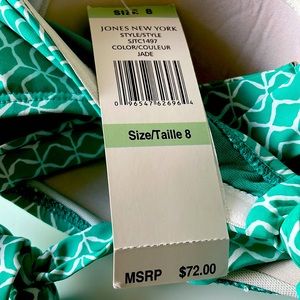 Size 8
JONES NEW YORK
STYLE/STYLE
SJTC1497
COLOR/COULEUR
JADE
0 96547 62696 4
Size/Taille 8
MSRP $72.00